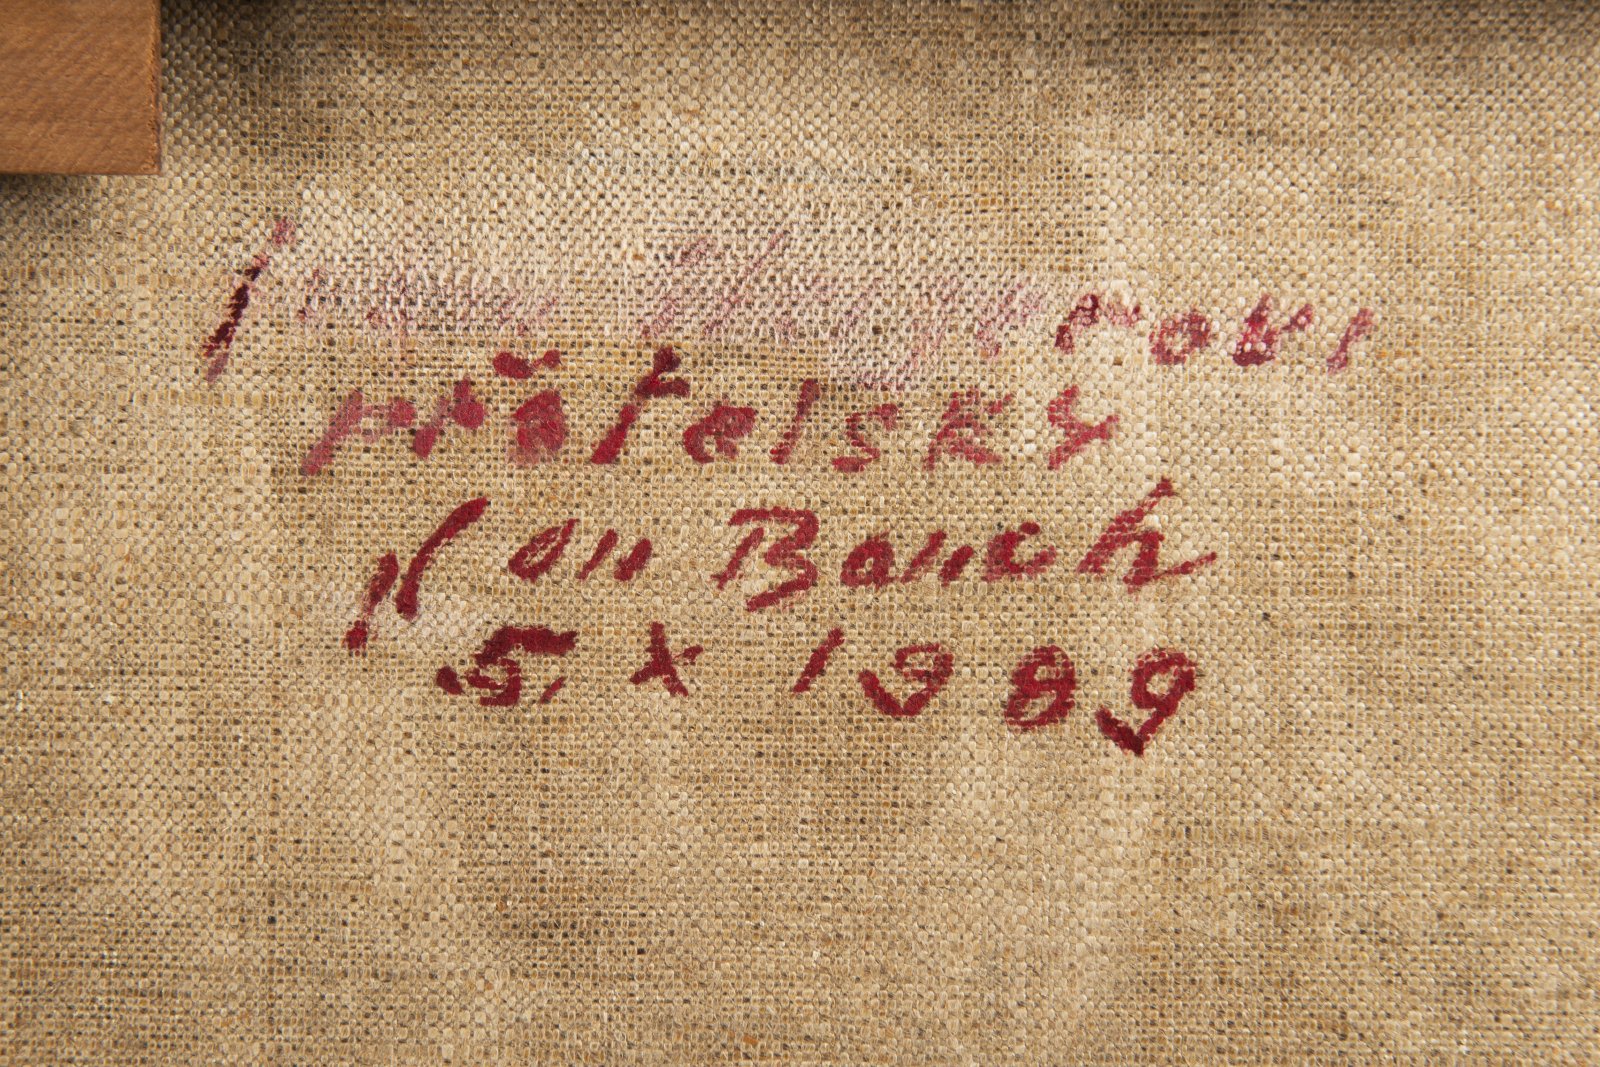 přátelsky
Jan Bauch
5. X 1989